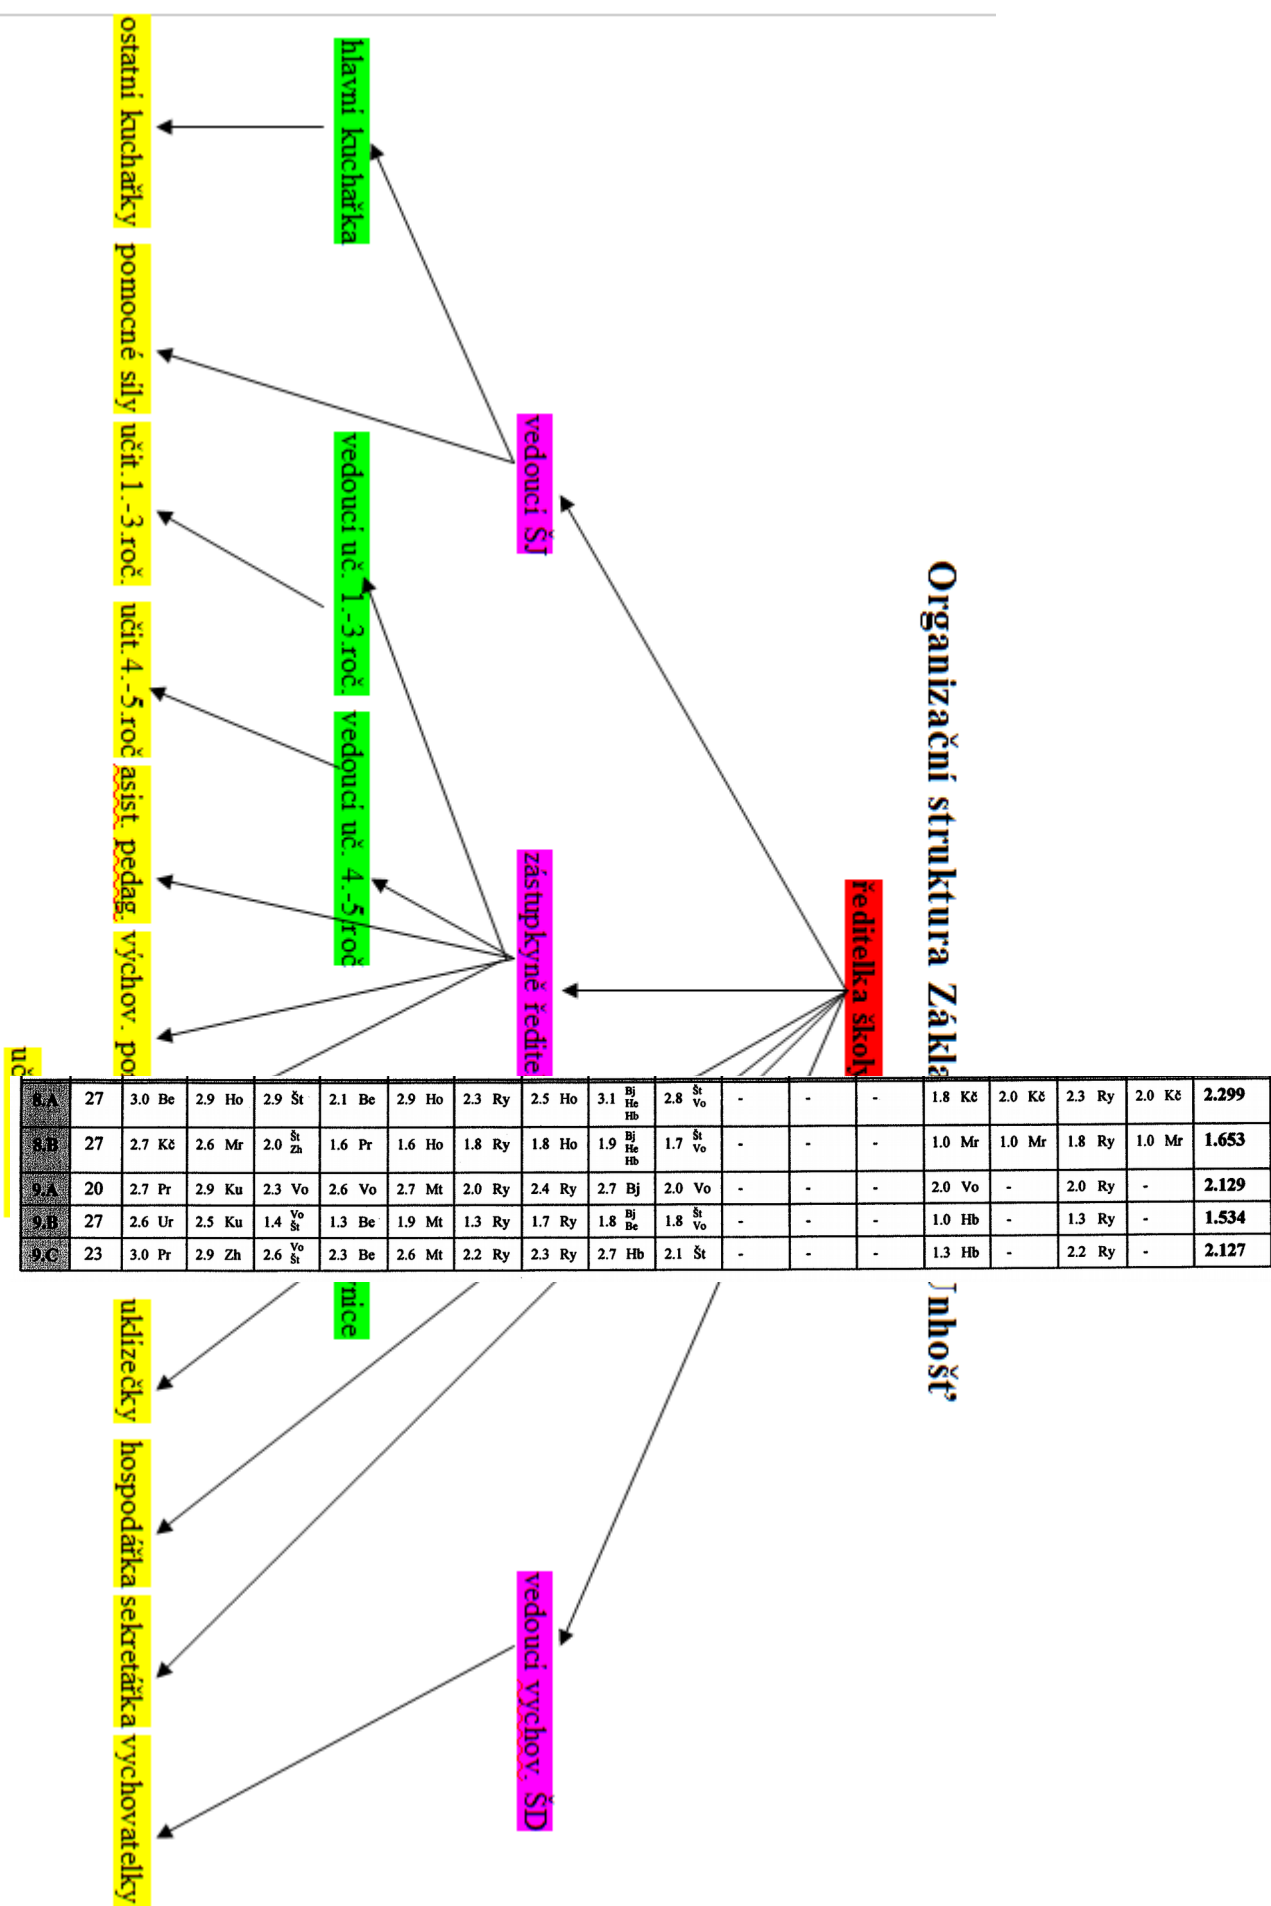 Organizační struktura
ředitelka
vedoucí ŠJ
zástupkyně
vedoucí vychov. ŠD
hlavní kuchařka
vedoucí uč. 1.-3.roč.
vedoucí uč. 4.-5.roč
ostatní kuchařky
pomocné síly
učit.1.-3.roč.
učit.4.-5.roč
asist. pedag.
výchov.
uklízečky
hospodářka
sekretářka
vychovatelky
8.A 27 3.0 Be 2.9 Ho 2.9 Št 2.1 Be 2.9 Ho 2.3 Ry 2.5 Ho 3.1 Bj He Hb 2.8 Št Vo - - - 1.8 Kč 2.0 Kč 2.3 Ry 2.0 Kč 2.299
8.B 27 2.7 Kč 2.6 Mr 2.0 Št Zh 1.6 Pr 1.6 Ho 1.8 Ry 1.8 Ho 1.9 Bj He Hb 1.7 Št Vo - - - 1.0 Mr 1.0 Mr 1.8 Ry 1.0 Mr 1.653
9.A 20 2.7 Pr 2.9 Ku 2.3 Vo 2.6 Vo 2.7 Mt 2.0 Ry 2.4 Ry 2.7 Bj 2.0 Vo - - - 2.0 Vo - 2.0 Ry - 2.129
9.B 27 2.6 Ur 2.5 Ku 1.4 Vo Št 1.3 Be 1.9 Mt 1.3 Ry 1.7 Ry 1.8 Bj Be 1.8 Št Vo - - - 1.0 Hb - 1.3 Ry - 1.534
9.C 23 3.0 Pr 2.9 Zh 2.6 Vo Št 2.3 Be 2.6 Mt 2.2 Ry 2.3 Ry 2.7 Hb 2.1 Št - - - 1.3 Hb - 2.2 Ry - 2.127